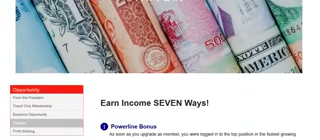 Opportunity
From the President
Travel Club Membership
Business Opportunity
Profit Sharing
Earn Income SEVEN Ways!
1 Powerline Bonus
As soon as you upgrade as member, you were logged in to the top position in the fastest growing